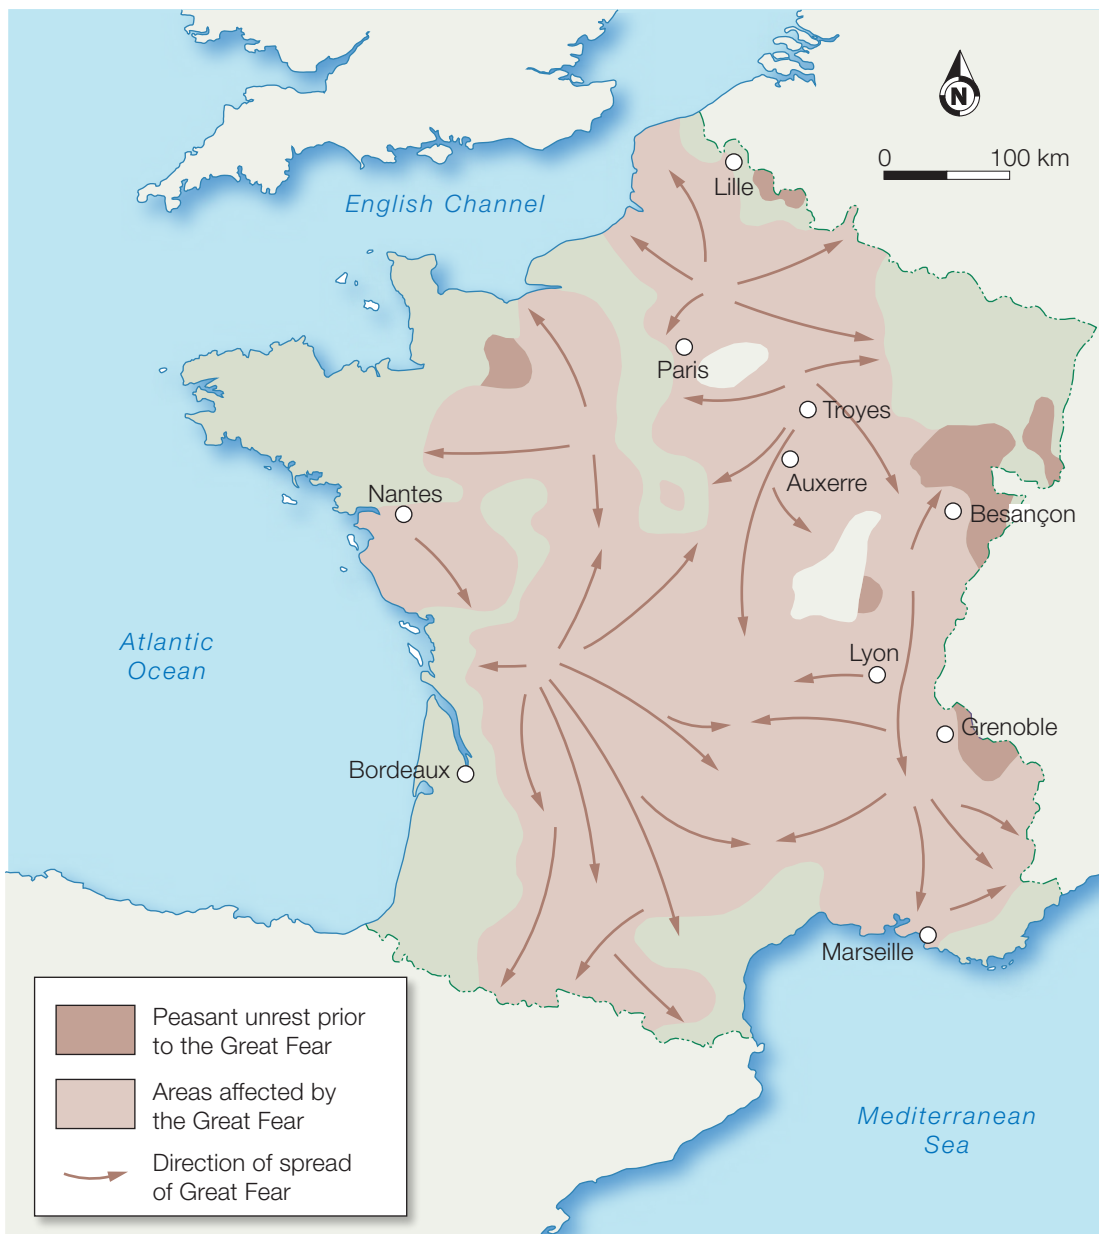 N
0 100 km
Lille
English Channel
Paris
Troyes
Auxerre
Nantes
Besançon
Atlantic
Ocean
Lyon
Grenoble
Bordeaux
Marseille
Peasant unrest prior
to the Great Fear
Areas affected by
the Great Fear
Direction of spread
of Great Fear
Mediterranean
Sea